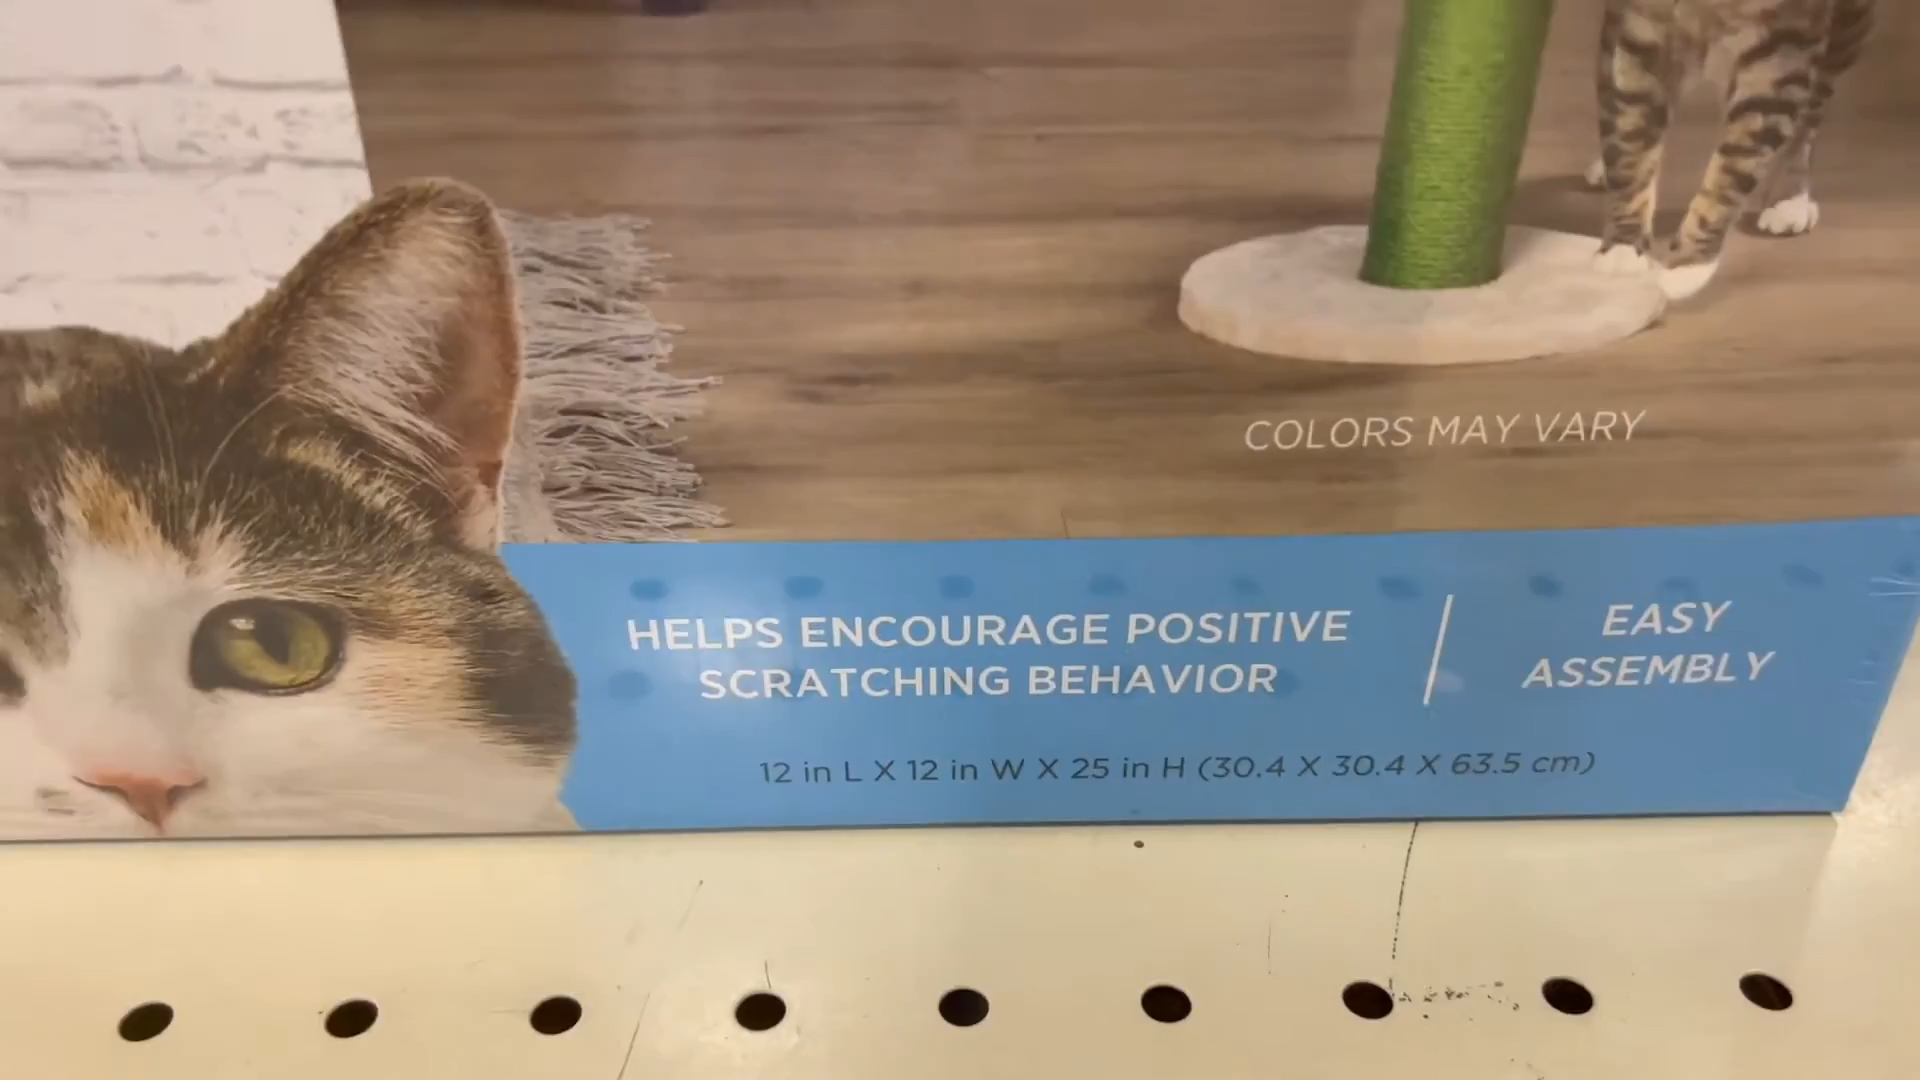 COLORS MAY VARY
HELPS ENCOURAGE POSITIVE
SCRATCHING BEHAVIOR
EASY
ASSEMBLY
12 in L X 12 in W X 25 in H (30.4 X 30.4 X 63.5 cm)